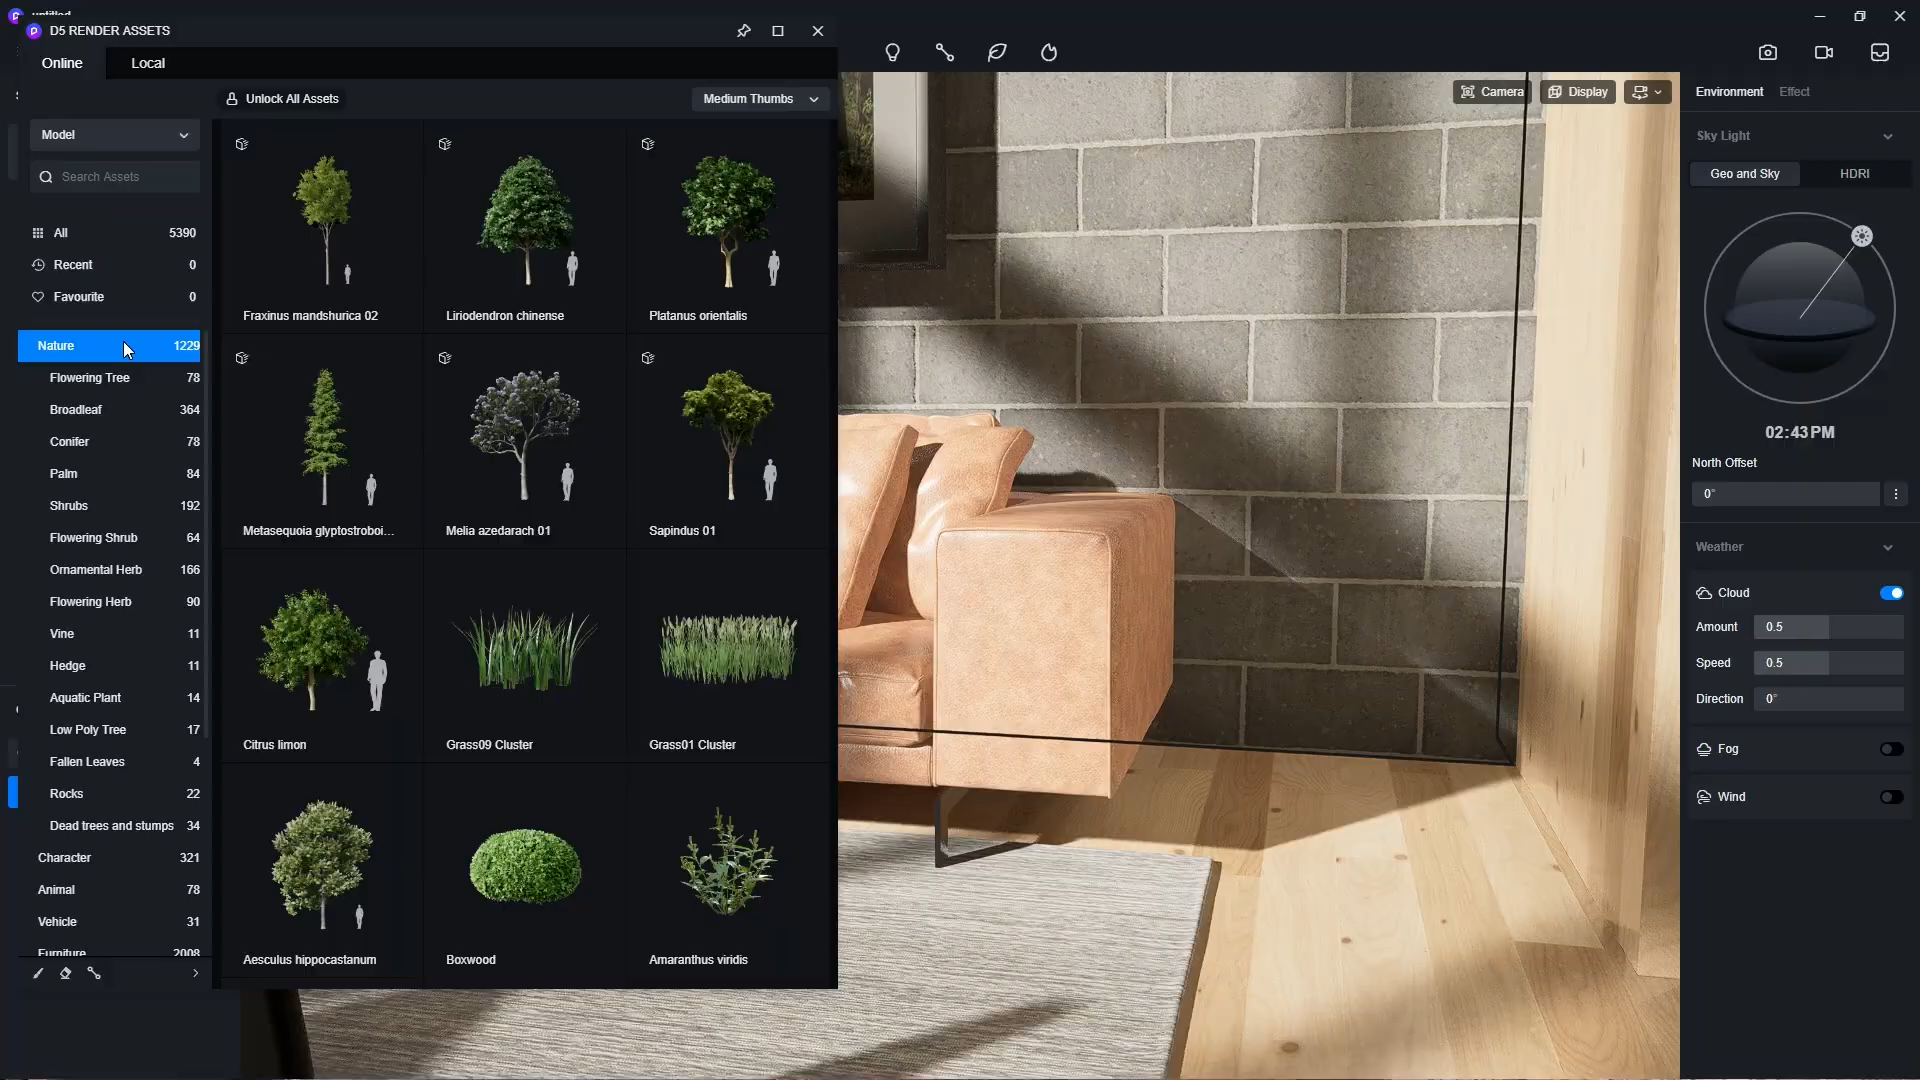 untitled
D5 RENDER ASSETS
Online
Local
Unlock All Assets
Medium Thumbs
Model
Search Assets
All 5390
Recent 0
Favourite 0
Nature 1229
Flowering Tree 78
Broadleaf 364
Conifer 78
Palm 84
Shrubs 192
Flowering Shrub 64
Ornamental Herb 166
Flowering Herb 90
Vine 11
Hedge 11
Aquatic Plant 14
Low Poly Tree 17
Fallen Leaves 4
Rocks 22
Dead trees and stumps 34
Character 321
Animal 78
Vehicle 31
Furniture 2008
Fraxinus mandshurica 02
Liriodendron chinense
Platanus orientalis
Metasequoia glyptostroboi...
Melia azedarach 01
Sapindus 01
Citrus limon
Grass09 Cluster
Grass01 Cluster
Aesculus hippocastanum
Boxwood
Amaranthus viridis
Camera
Display
Environment
Effect
Sky Light
Geo and Sky
HDRI
02:43 PM
North Offset
0°
Weather
Cloud
Amount 0.5
Speed 0.5
Direction 0°
Fog
Wind